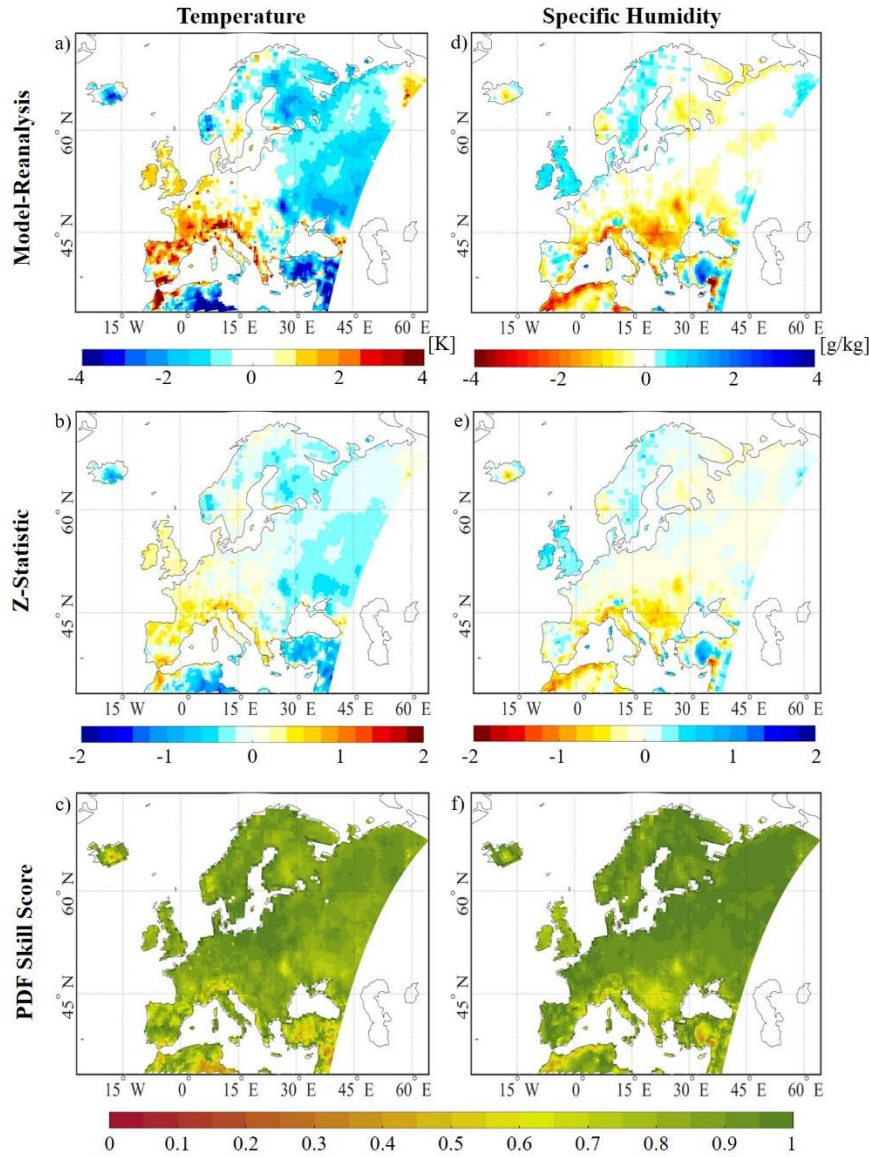 Temperature
Specific Humidity
Model-Reanalysis
a)
60° N
45° N
15° W 0° 15° E 30° E 45° E 60° E
[K]
-4 -2 0 2 4
d)
60° N
45° N
15° W 0° 15° E 30° E 45° E 60° E
[g/kg]
-4 -2 0 2 4
Z-Statistic
b)
60° N
45° N
15° W 0° 15° E 30° E 45° E 60° E
-2 -1 0 1 2
e)
60° N
45° N
15° W 0° 15° E 30° E 45° E 60° E
-2 -1 0 1 2
PDF Skill Score
c)
60° N
45° N
15° W 0° 15° E 30° E 45° E 60° E
f)
60° N
45° N
15° W 0° 15° E 30° E 45° E 60° E
0 0.1 0.2 0.3 0.4 0.5 0.6 0.7 0.8 0.9 1